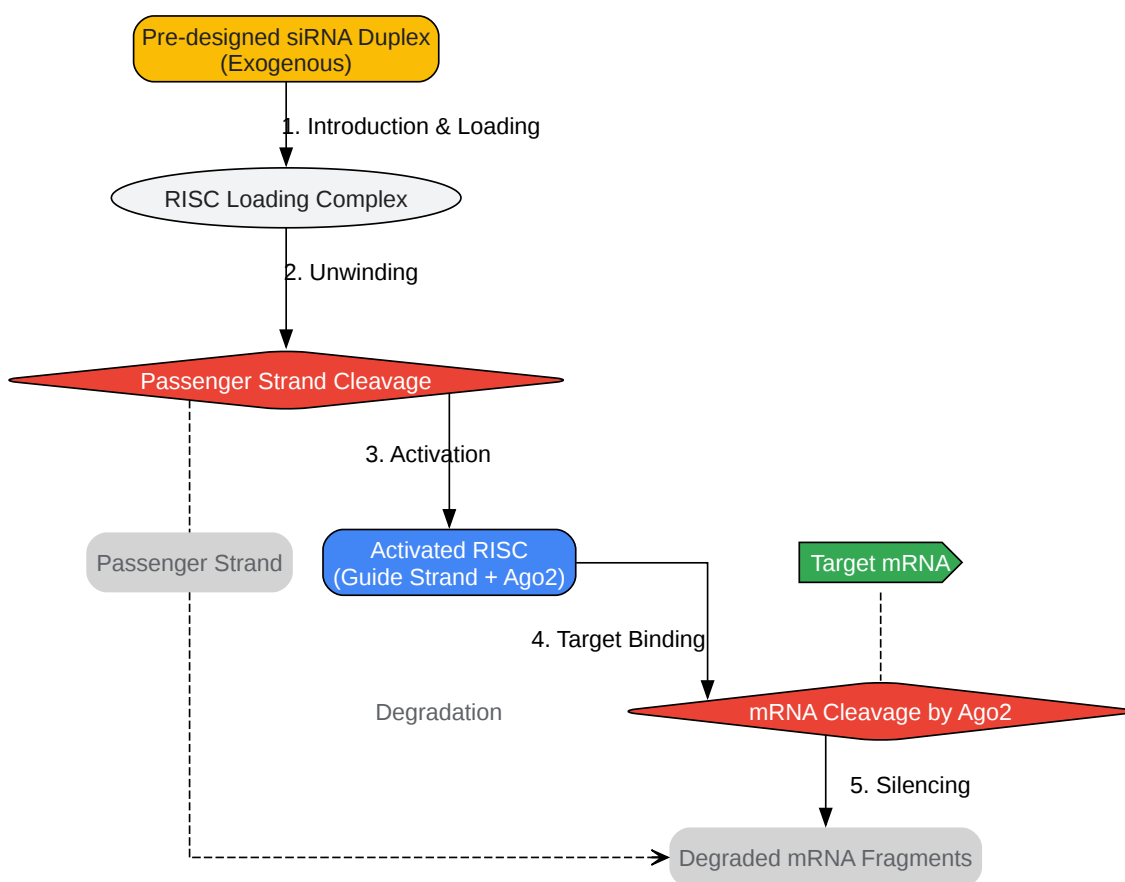 Pre-designed siRNA Duplex
(Exogenous)
1. Introduction & Loading
RISC Loading Complex
2. Unwinding
Passenger Strand Cleavage
3. Activation
Passenger Strand
Activated RISC
(Guide Strand + Ago2)
Target mRNA
4. Target Binding
Degradation
mRNA Cleavage by Ago2
5. Silencing
Degraded mRNA Fragments